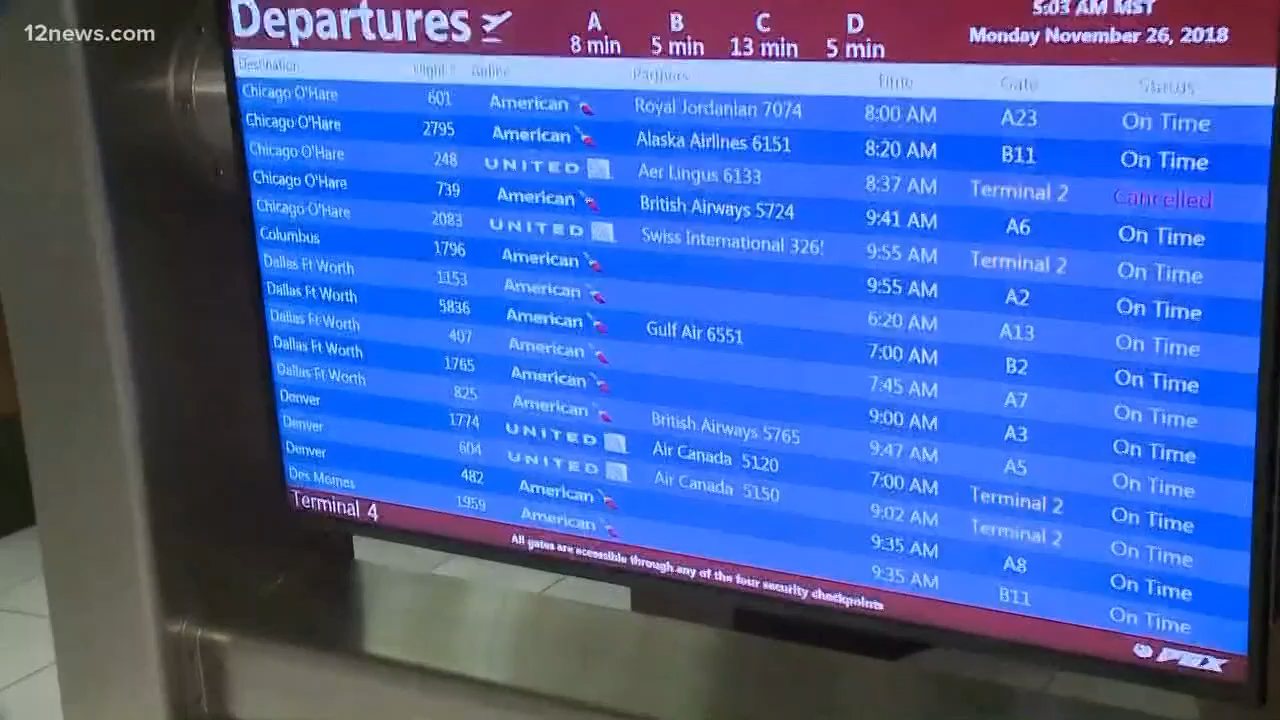 12news.com
Departures A B C D 5:03 AM MST
8 min 5 min 13 min 5 min Monday November 26, 2018
Destination Flight # Airline Partners Time Gate Status
Chicago O'Hare 601 American Royal Jordanian 7074 8:00 AM A23 On Time
Chicago O'Hare 2795 American Alaska Airlines 6151 8:20 AM B11 On Time
Chicago O'Hare 248 UNITED Aer Lingus 6133 8:37 AM Terminal 2 Cancelled
Chicago O'Hare 739 American British Airways 5724 9:41 AM A6 On Time
Chicago O'Hare 2083 UNITED Swiss International 9:55 AM Terminal 2 On Time
Columbus 1796 American 9:55 AM A2 On Time
Dallas Ft Worth 1153 American 6:20 AM A13 On Time
Dallas Ft Worth 5836 American Gulf Air 6551 7:00 AM B2 On Time
Dallas Ft Worth 407 American 7:45 AM A7 On Time
Dallas Ft Worth 1765 American 9:00 AM A3 On Time
Dallas Ft Worth 825 American British Airways 5765 9:47 AM A5 On Time
Denver 1774 UNITED Air Canada 5120 7:00 AM Terminal 2 On Time
Denver 604 UNITED Air Canada 5150 9:02 AM Terminal 2 On Time
Denver 482 American 9:35 AM A8 On Time
Des Moines 1959 American 9:35 AM B11 On Time
Terminal 4
All gates are accessible through any of the four security checkpoints
PHX